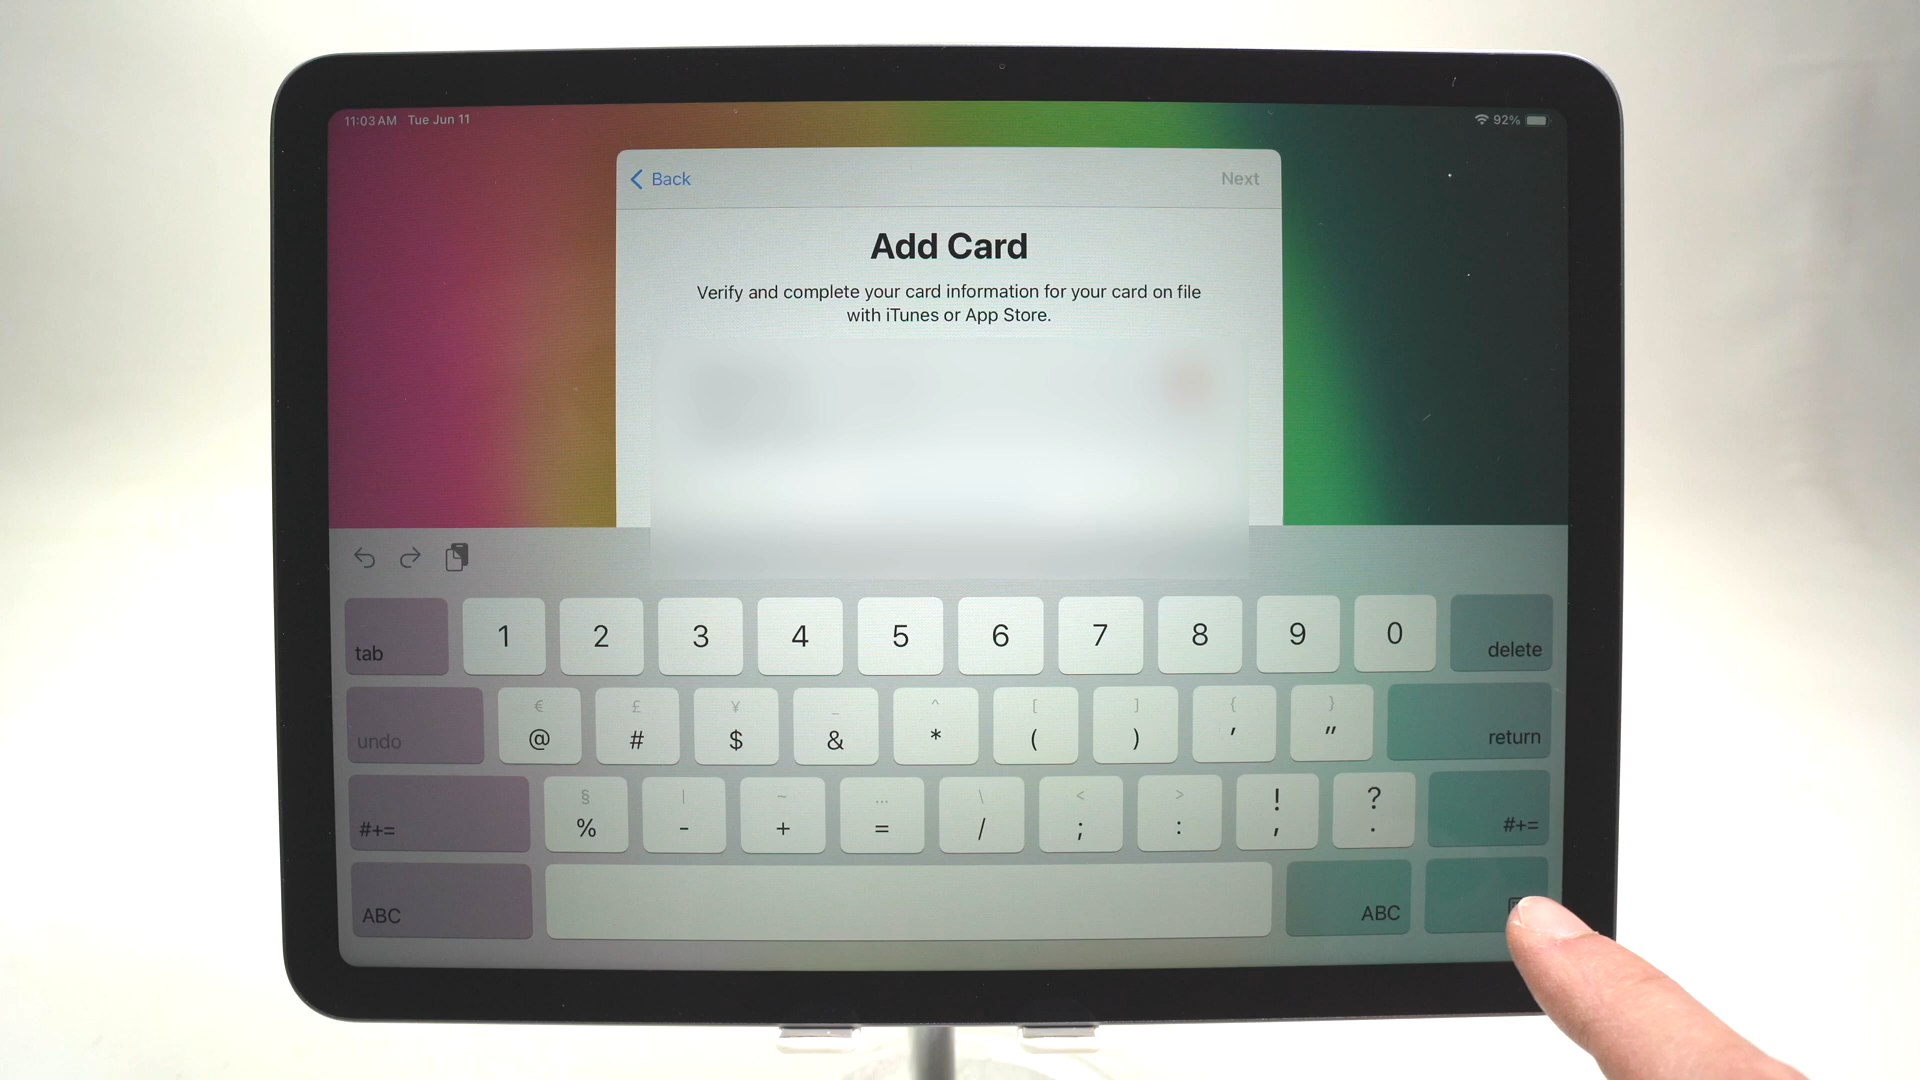 11:03 AM Tue Jun 11
92%
Back
Next
Add Card
Verify and complete your card information for your card on file
with iTunes or App Store.
tab 1 2 3 4 5 6 7 8 9 0 delete
€ £ ¥ _ ^ [ ] { }
undo @ # $ & * ( ) ' " return
§ | ~ … \ < > ! ?
#+= % - + = / ; : , . #+=
ABC ABC